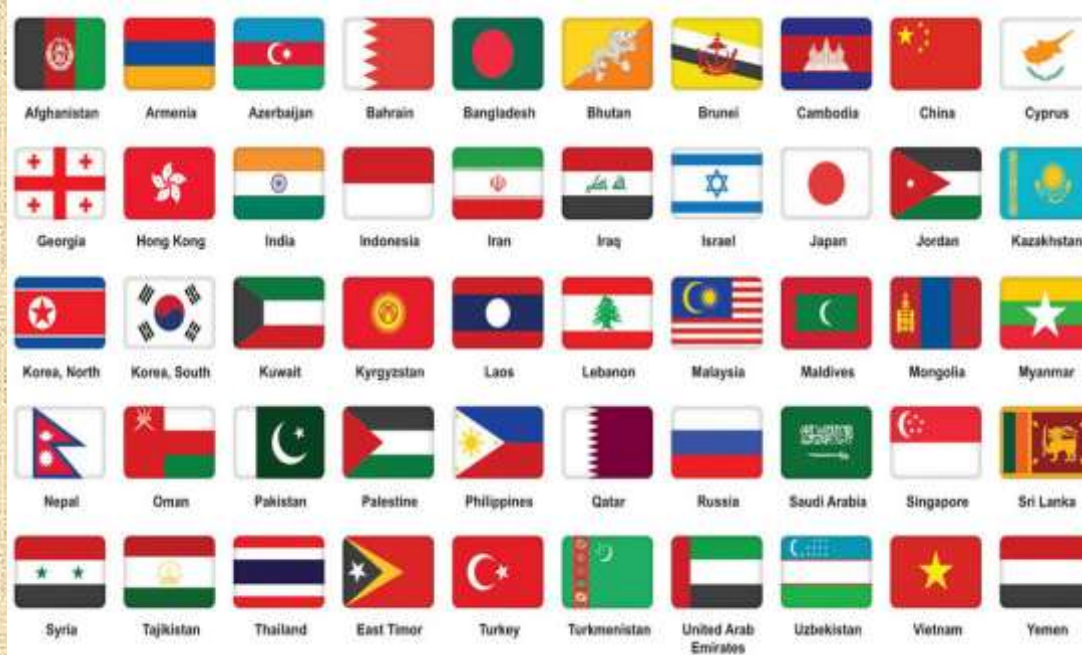 Afghanistan Armenia Azerbaijan Bahrain Bangladesh Bhutan Brunei Cambodia China Cyprus
Georgia Hong Kong India Indonesia Iran Iraq Israel Japan Jordan Kazakhstan
Korea, North Korea, South Kuwait Kyrgyzstan Laos Lebanon Malaysia Maldives Mongolia Myanmar
Nepal Oman Pakistan Palestine Philippines Qatar Russia Saudi Arabia Singapore Sri Lanka
Syria Tajikistan Thailand East Timor Turkey Turkmenistan United Arab Uzbekistan Vietnam Yemen
Emirates